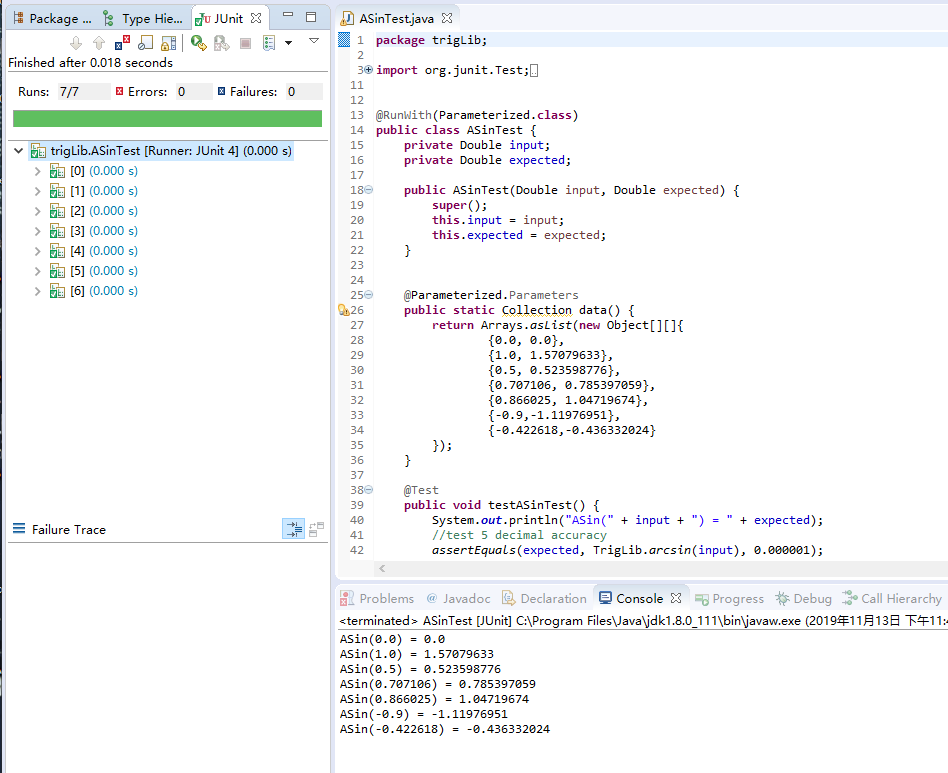 Package ... Type Hie... JUnit
Finished after 0.018 seconds
Runs: 7/7 Errors: 0 Failures: 0
trigLib.ASinTest [Runner: JUnit 4] (0.000 s)
[0] (0.000 s)
[1] (0.000 s)
[2] (0.000 s)
[3] (0.000 s)
[4] (0.000 s)
[5] (0.000 s)
[6] (0.000 s)
Failure Trace
ASinTest.java
1 package trigLib;
2
3 import org.junit.Test;
11
12
13 @RunWith(Parameterized.class)
14 public class ASinTest {
15 private Double input;
16 private Double expected;
17
18 public ASinTest(Double input, Double expected) {
19 super();
20 this.input = input;
21 this.expected = expected;
22 }
23
24
25 @Parameterized.Parameters
26 public static Collection data() {
27 return Arrays.asList(new Object[][]{
28 {0.0, 0.0},
29 {1.0, 1.57079633},
30 {0.5, 0.523598776},
31 {0.707106, 0.785397059},
32 {0.866025, 1.04719674},
33 {-0.9,-1.11976951},
34 {-0.422618,-0.436332024}
35 });
36 }
37
38 @Test
39 public void testASinTest() {
40 System.out.println("ASin(" + input + ") = " + expected);
41 //test 5 decimal accuracy
42 assertEquals(expected, TrigLib.arcsin(input), 0.000001);
Problems Javadoc Declaration Console Progress Debug Call Hierarchy
<terminated> ASinTest [JUnit] C:\Program Files\Java\jdk1.8.0_111\bin\javaw.exe (2019年11月13日 下午11:
ASin(0.0) = 0.0
ASin(1.0) = 1.57079633
ASin(0.5) = 0.523598776
ASin(0.707106) = 0.785397059
ASin(0.866025) = 1.04719674
ASin(-0.9) = -1.11976951
ASin(-0.422618) = -0.436332024